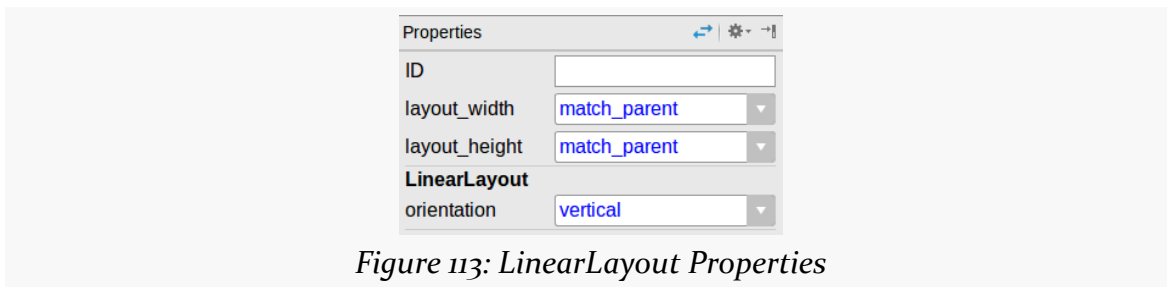 Properties
ID
layout_width match_parent
layout_height match_parent
LinearLayout
orientation vertical
Figure 113: LinearLayout Properties